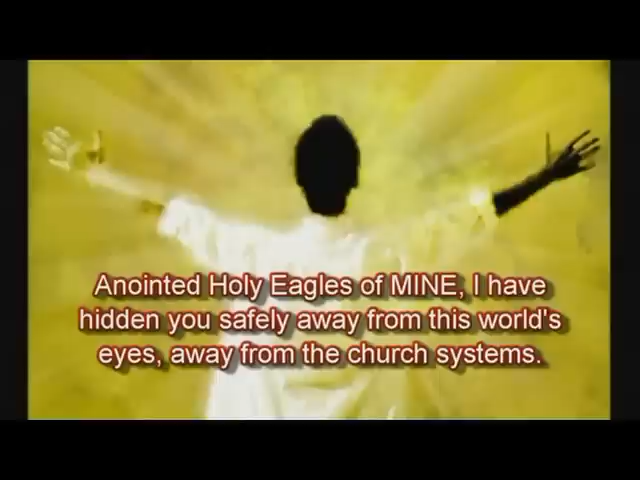 Anointed Holy Eagles of MINE, I have
hidden you safely away from this world's
eyes, away from the church systems.